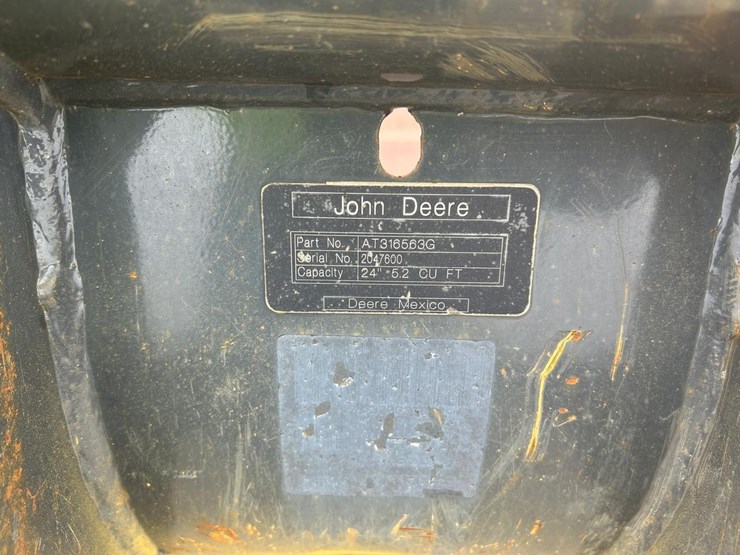 John Deere
Part No. AT316563G
Serial No. 2047600
Capacity 24" 5.2 CU FT
Deere Mexico